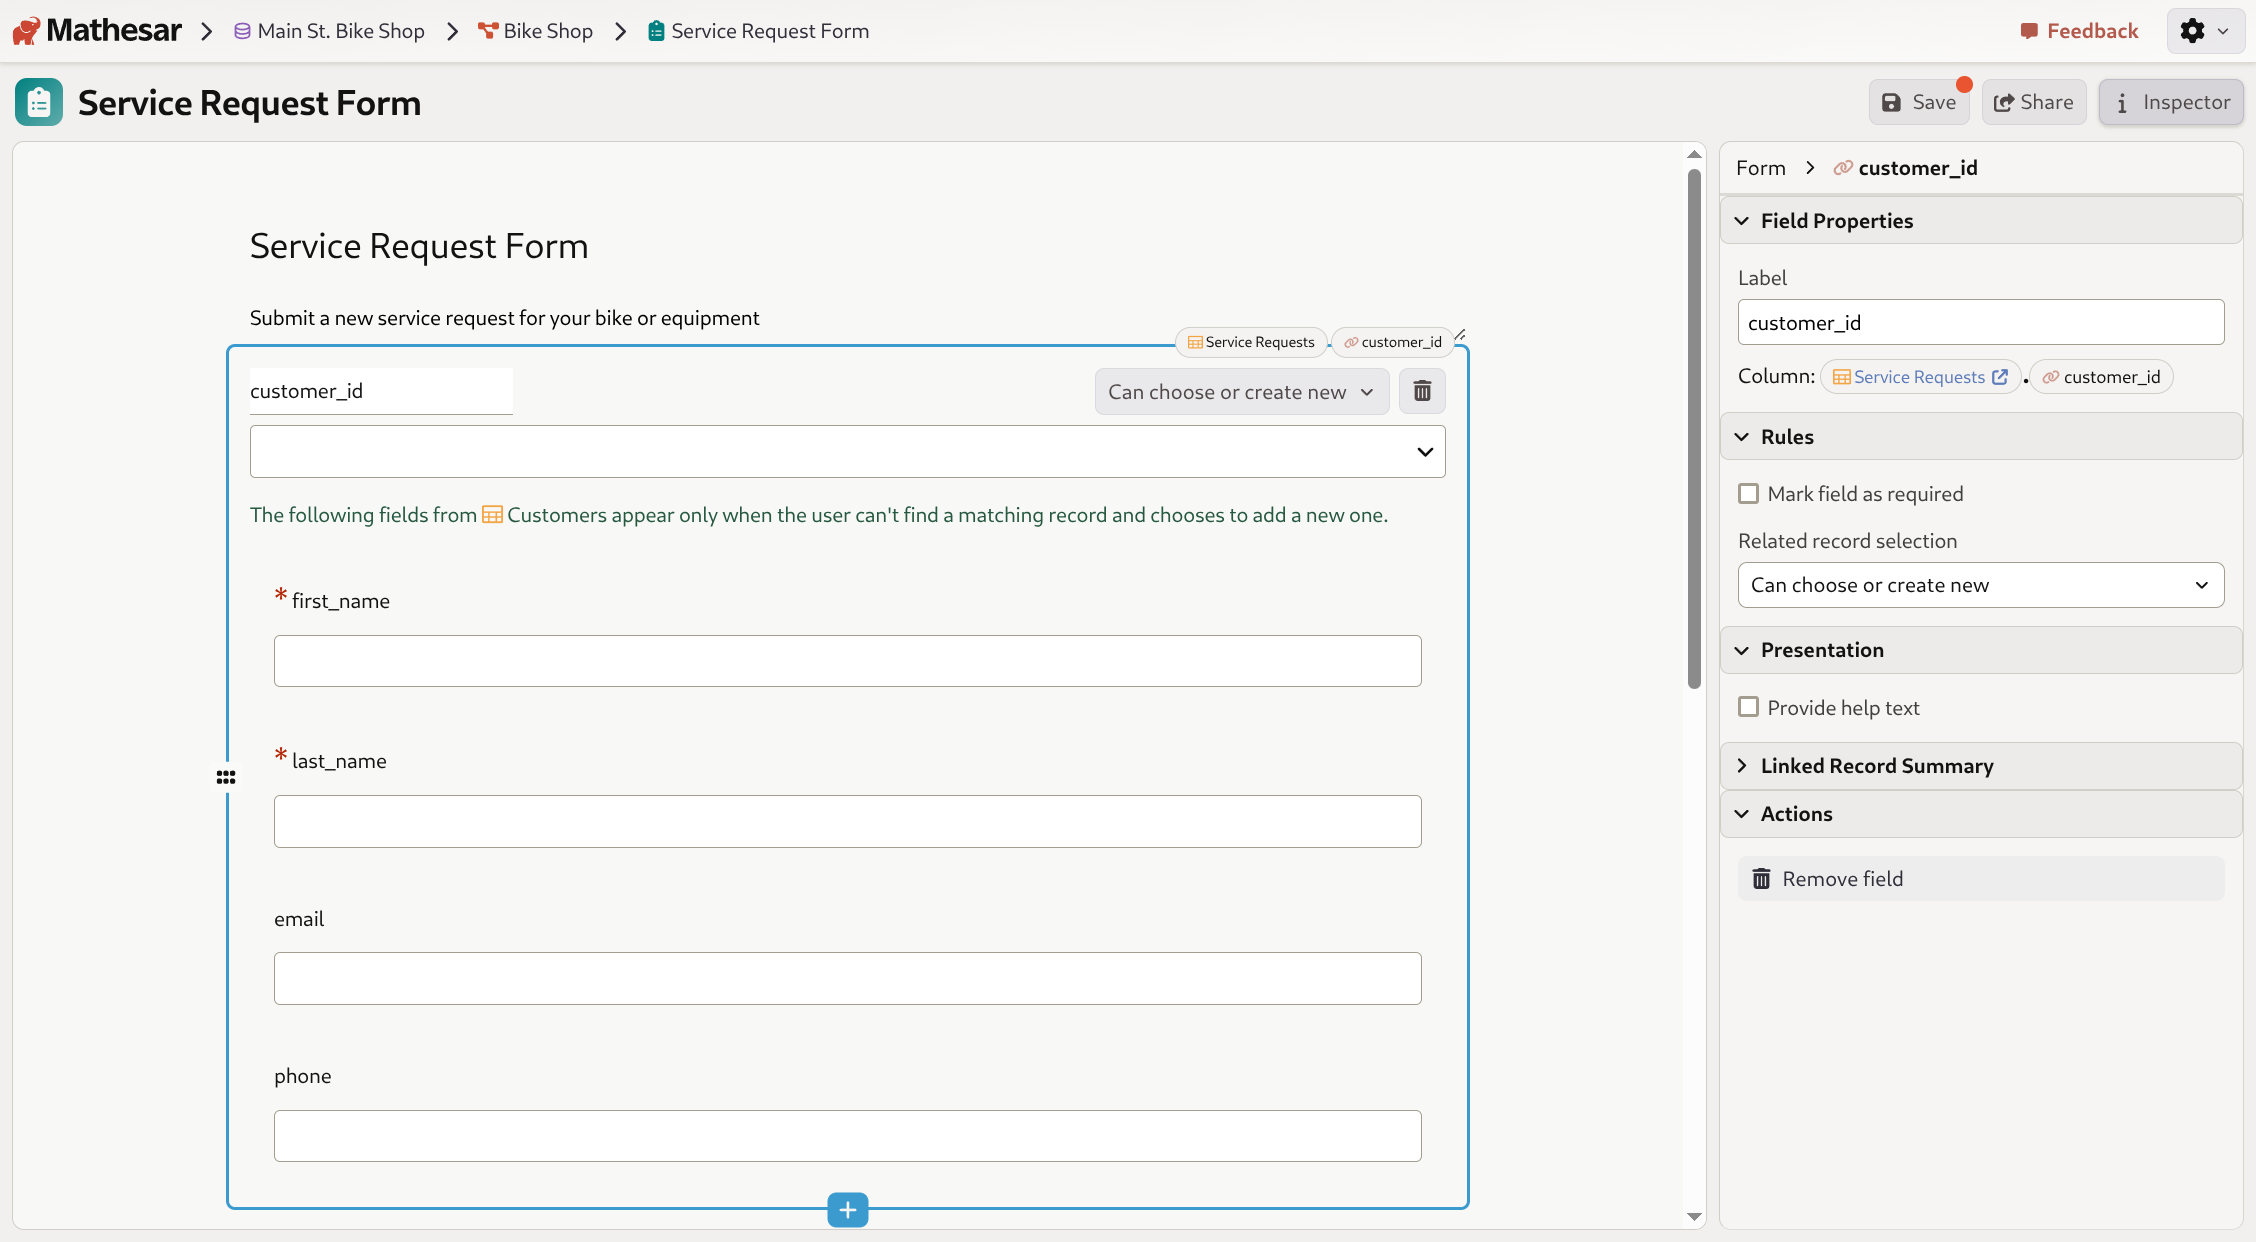 Mathesar
Main St. Bike Shop
Bike Shop
Service Request Form
Feedback
Service Request Form
Save
Share
Inspector
Service Request Form
Submit a new service request for your bike or equipment
Service Requests
customer_id
customer_id
Can choose or create new
The following fields from Customers appear only when the user can't find a matching record and chooses to add a new one.
* first_name
* last_name
email
phone
+
Form
customer_id
Field Properties
Label
customer_id
Column: Service Requests . customer_id
Rules
Mark field as required
Related record selection
Can choose or create new
Presentation
Provide help text
Linked Record Summary
Actions
Remove field